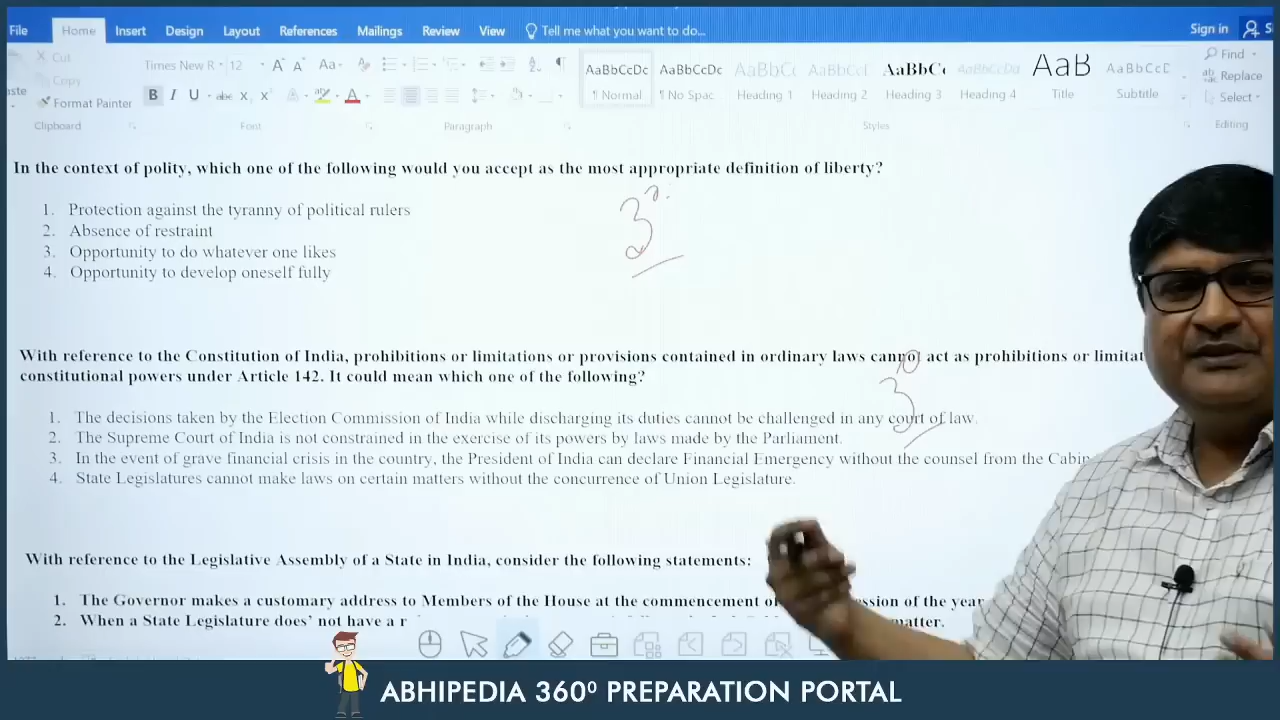 File Home Insert Design Layout References Mailings Review View Tell me what you want to do... Sign in
Cut
Copy
Format Painter
Times New R 12
AaBbCcDc AaBbCcDc AaBbCc AaBbCcI AaBbCc AaBbCcDa AaB AaBbCcD
¶ Normal ¶ No Spac Heading 1 Heading 2 Heading 3 Heading 4 Title Subtitle
Find
Replace
Select
Clipboard Font Paragraph Styles Editing
In the context of polity, which one of the following would you accept as the most appropriate definition of liberty?
1. Protection against the tyranny of political rulers
2. Absence of restraint
3. Opportunity to do whatever one likes
4. Opportunity to develop oneself fully
With reference to the Constitution of India, prohibitions or limitations or provisions contained in ordinary laws cannot act as prohibitions or limitat
constitutional powers under Article 142. It could mean which one of the following?
1. The decisions taken by the Election Commission of India while discharging its duties cannot be challenged in any court of law.
2. The Supreme Court of India is not constrained in the exercise of its powers by laws made by the Parliament.
3. In the event of grave financial crisis in the country, the President of India can declare Financial Emergency without the counsel from the Cabin
4. State Legislatures cannot make laws on certain matters without the concurrence of Union Legislature.
With reference to the Legislative Assembly of a State in India, consider the following statements:
1. The Governor makes a customary address to Members of the House at the commencement of ession of the year
2. When a State Legislature does' not have a matter.
ABHIPEDIA 360⁰ PREPARATION PORTAL